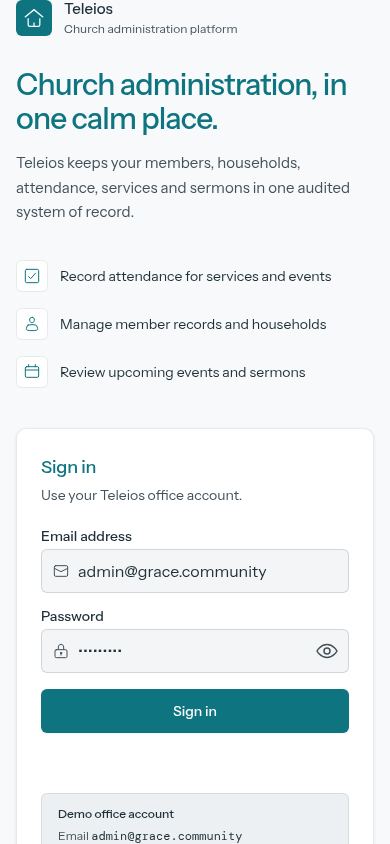 Teleios
Church administration platform
Church administration, in
one calm place.
Teleios keeps your members, households,
attendance, services and sermons in one audited
system of record.
Record attendance for services and events
Manage member records and households
Review upcoming events and sermons
Sign in
Use your Teleios office account.
Email address
admin@grace.community
Password
•••••••••
Sign in
Demo office account
Email admin@grace.community